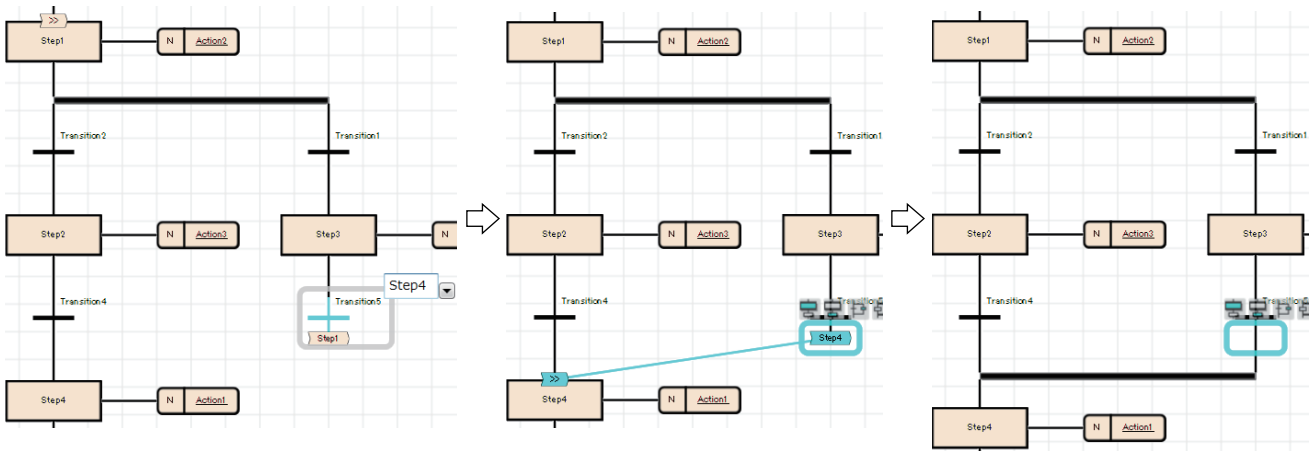 >>
Step1
N Action2
Transition2
Transition1
Step2
N Action3
Step3
N
Step4
Transition4
Transition5
Step1
Step4
N Action1
Step1
N Action2
Transition2
Transition1
Step2
N Action3
Step3
Transition4
Step4
>>
Step4
N Action1
Step1
N Action2
Transition2
Transition1
Step2
N Action3
Step3
Transition4
Step4
N Action1